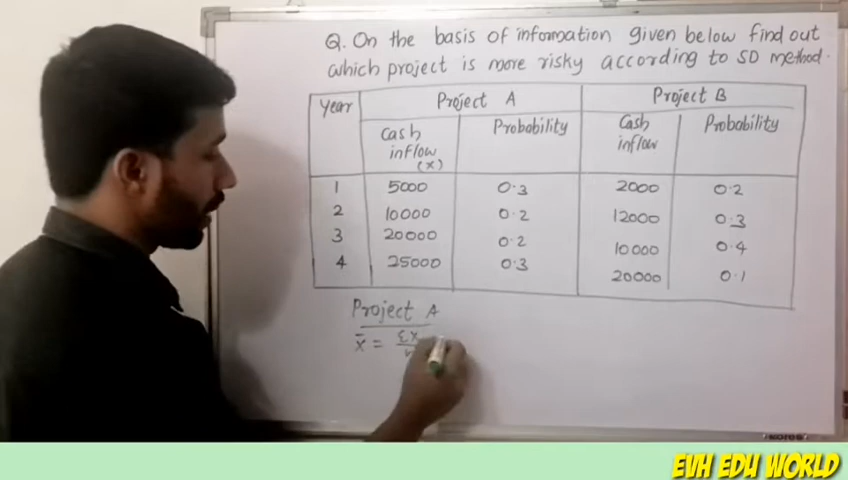 Q. On the basis of information given below find out
which project is more risky according to SD method.
Year Project A Project B
Cash inflow (x) Probability Cash inflow Probability
1 5000 0.3 2000 0.2
2 10000 0.2 12000 0.3
3 20000 0.2 10000 0.4
4 25000 0.3 20000 0.1
Project A
x̄ = Σx
EVH EDU WORLD